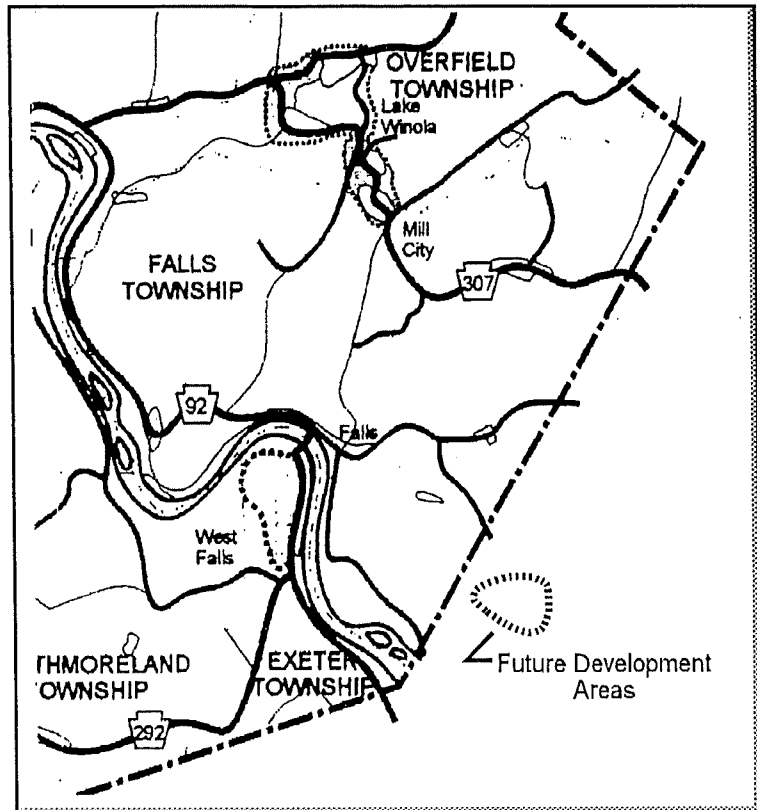 OVERFIELD
TOWNSHIP
Lake
Winola
Mill
City
FALLS
TOWNSHIP
307
92
Falls
West
Falls
THMORELAND
OWNSHIP
EXETER
TOWNSHIP
292
Future Development
Areas